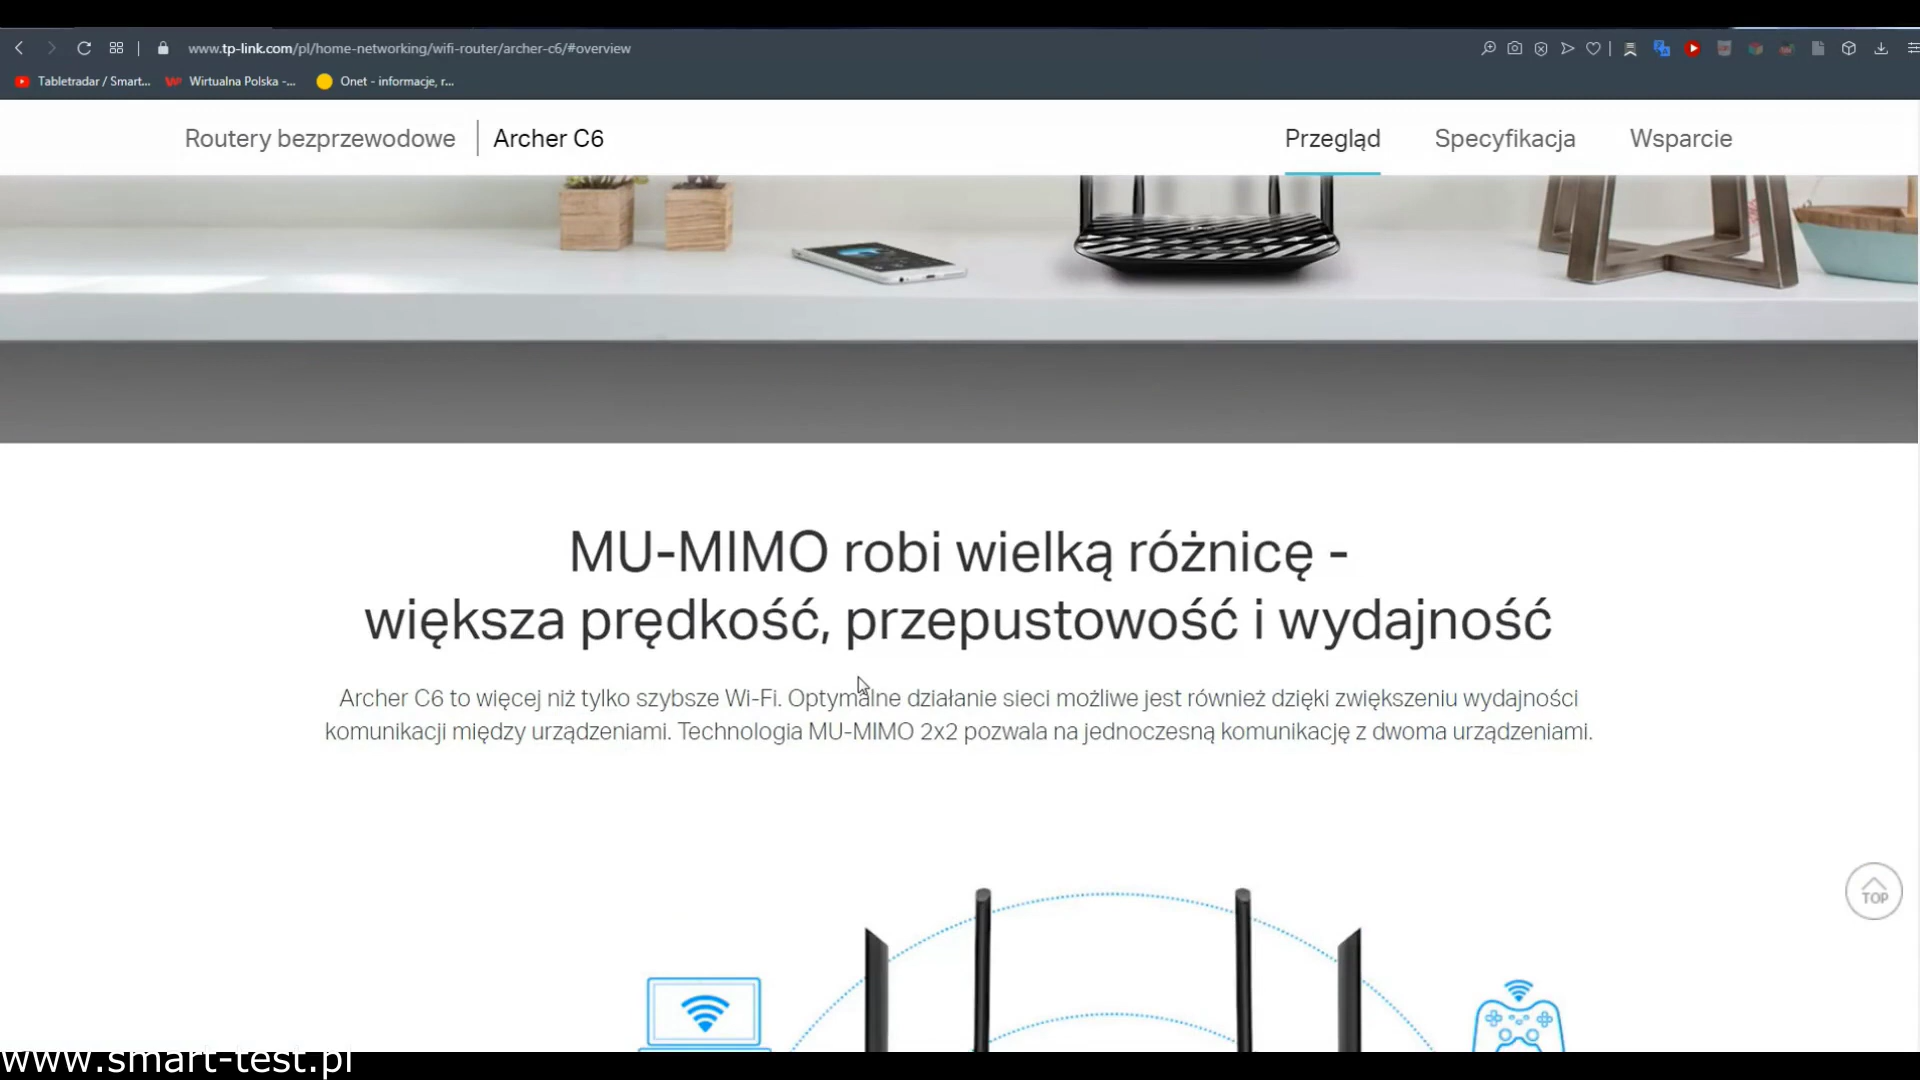 www.tp-link.com/pl/home-networking/wifi-router/archer-c6/#overview
Tabletradar / Smart...
Wirtualna Polska -...
Onet - informacje, r...
Routery bezprzewodowe
Archer C6
Przegląd
Specyfikacja
Wsparcie
MU-MIMO robi wielką różnicę -
większa prędkość, przepustowość i wydajność
Archer C6 to więcej niż tylko szybsze Wi-Fi. Optymalne działanie sieci możliwe jest również dzięki zwiększeniu wydajności
komunikacji między urządzeniami. Technologia MU-MIMO 2x2 pozwala na jednoczesną komunikację z dwoma urządzeniami.
TOP
www.smart-test.pl